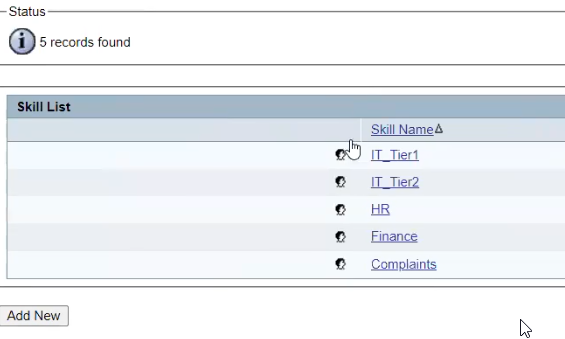 Status
5 records found
Skill List
Skill Name
IT_Tier1
IT_Tier2
HR
Finance
Complaints
Add New